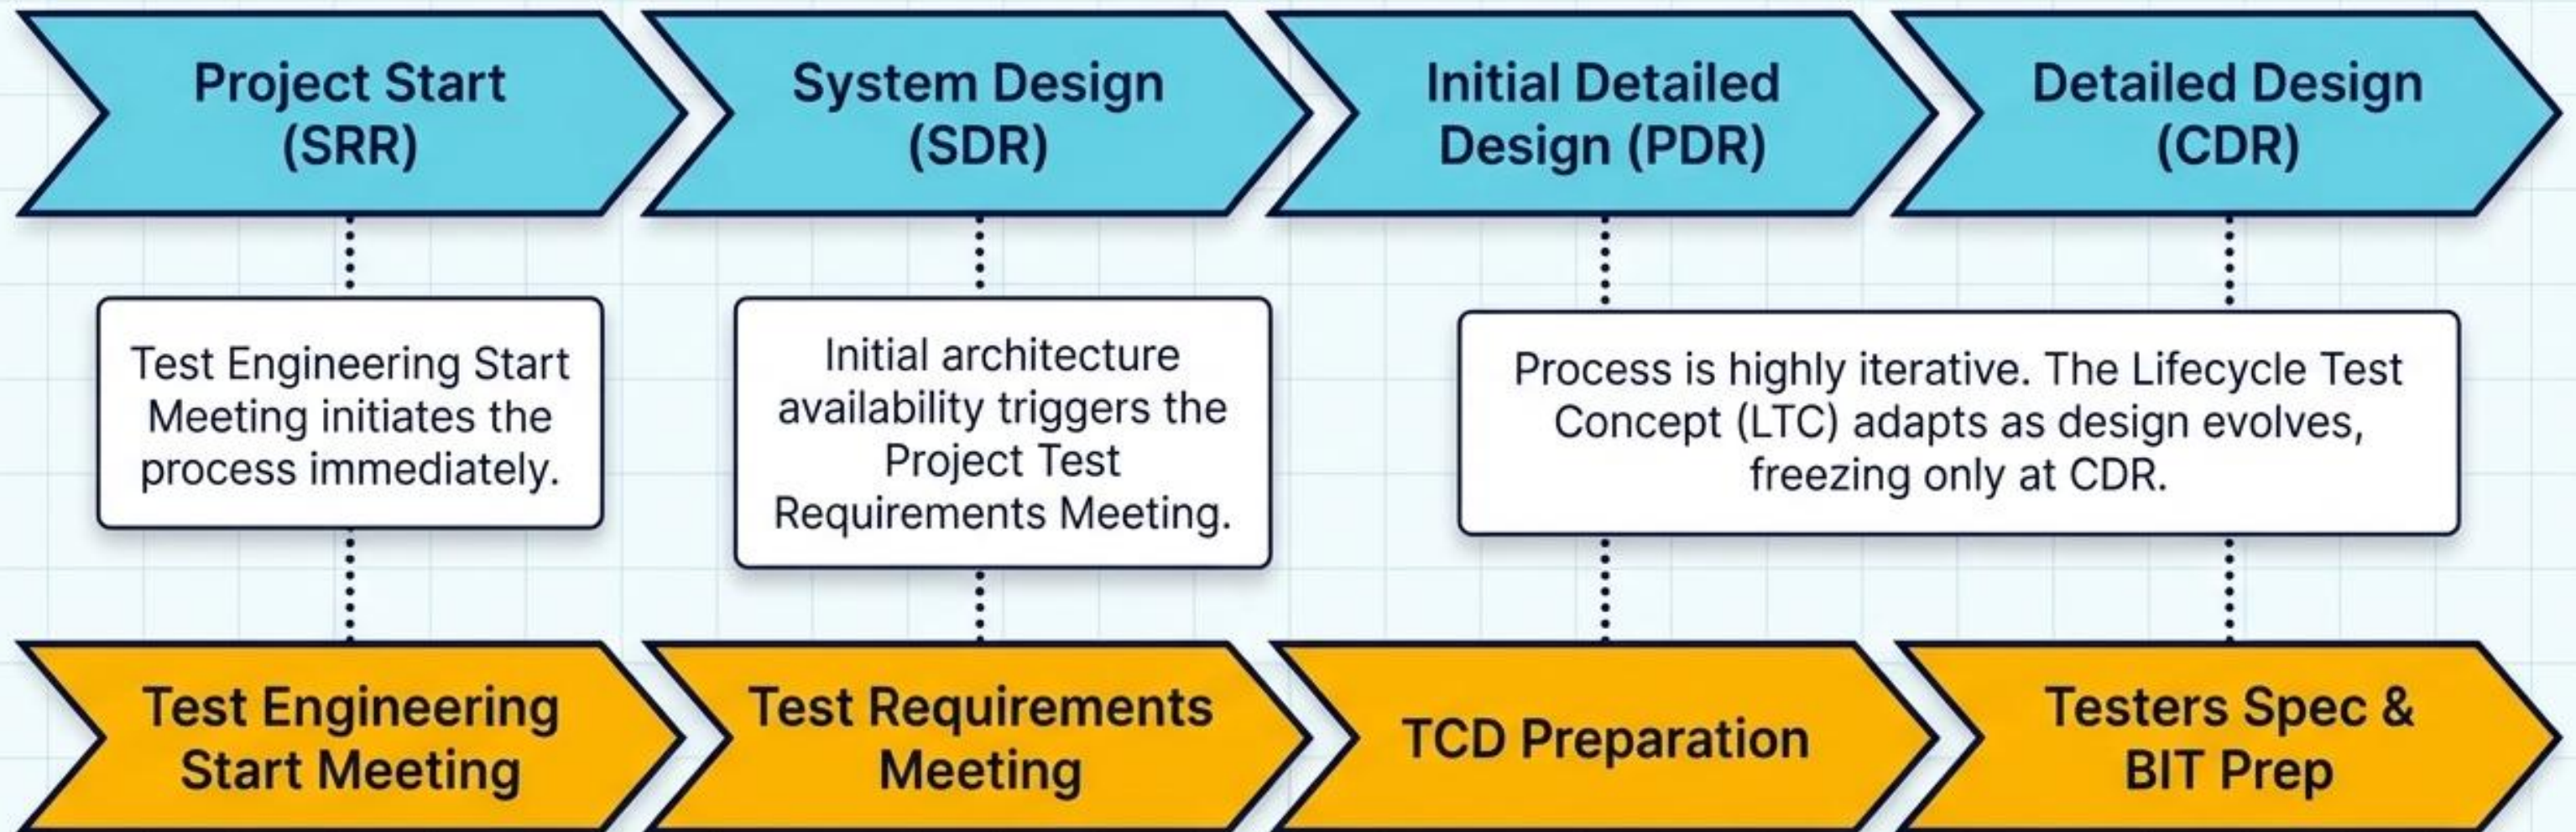 Project Start
(SRR)
System Design
(SDR)
Initial Detailed
Design (PDR)
Detailed Design
(CDR)
Test Engineering Start
Meeting initiates the
process immediately.
Initial architecture
availability triggers the
Project Test
Requirements Meeting.
Process is highly iterative. The Lifecycle Test
Concept (LTC) adapts as design evolves,
freezing only at CDR.
Test Engineering
Start Meeting
Test Requirements
Meeting
TCD Preparation
Testers Spec &
BIT Prep